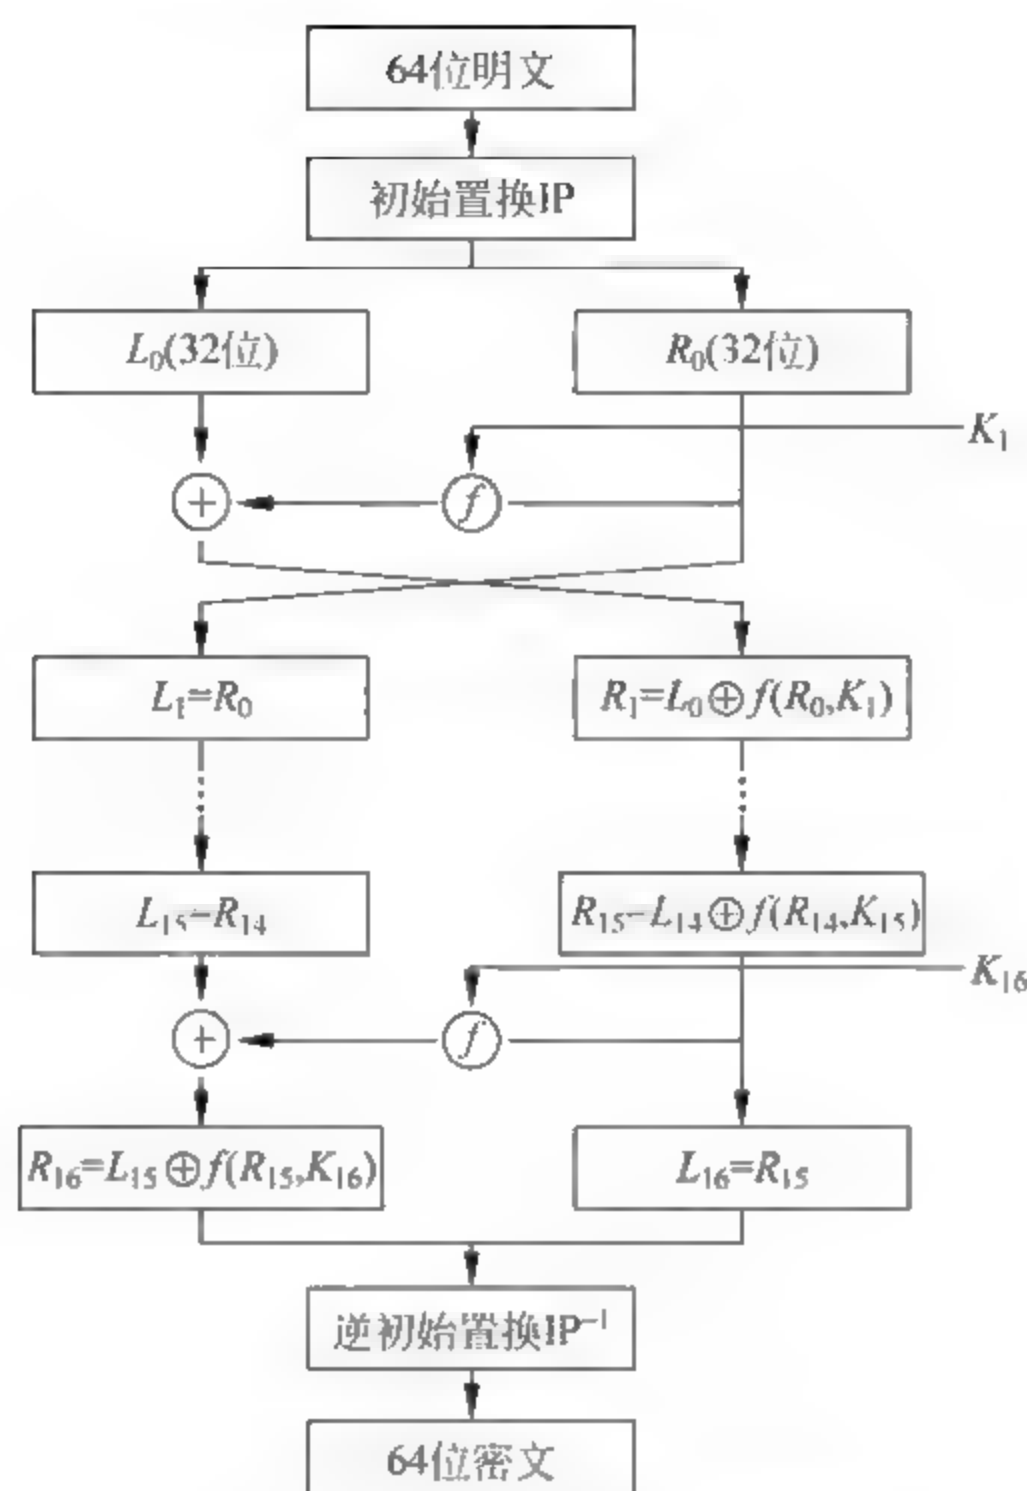 64位明文
初始置换IP
L₀(32位)
R₀(32位)
K₁
+
f
L₁=R₀
R₁=L₀⊕f(R₀,K₁)
L₁₅=R₁₄
R₁₅=L₁₄⊕f(R₁₄,K₁₅)
K₁₆
+
f
R₁₆=L₁₅⊕f(R₁₅,K₁₆)
L₁₆=R₁₅
逆初始置换IP⁻¹
64位密文